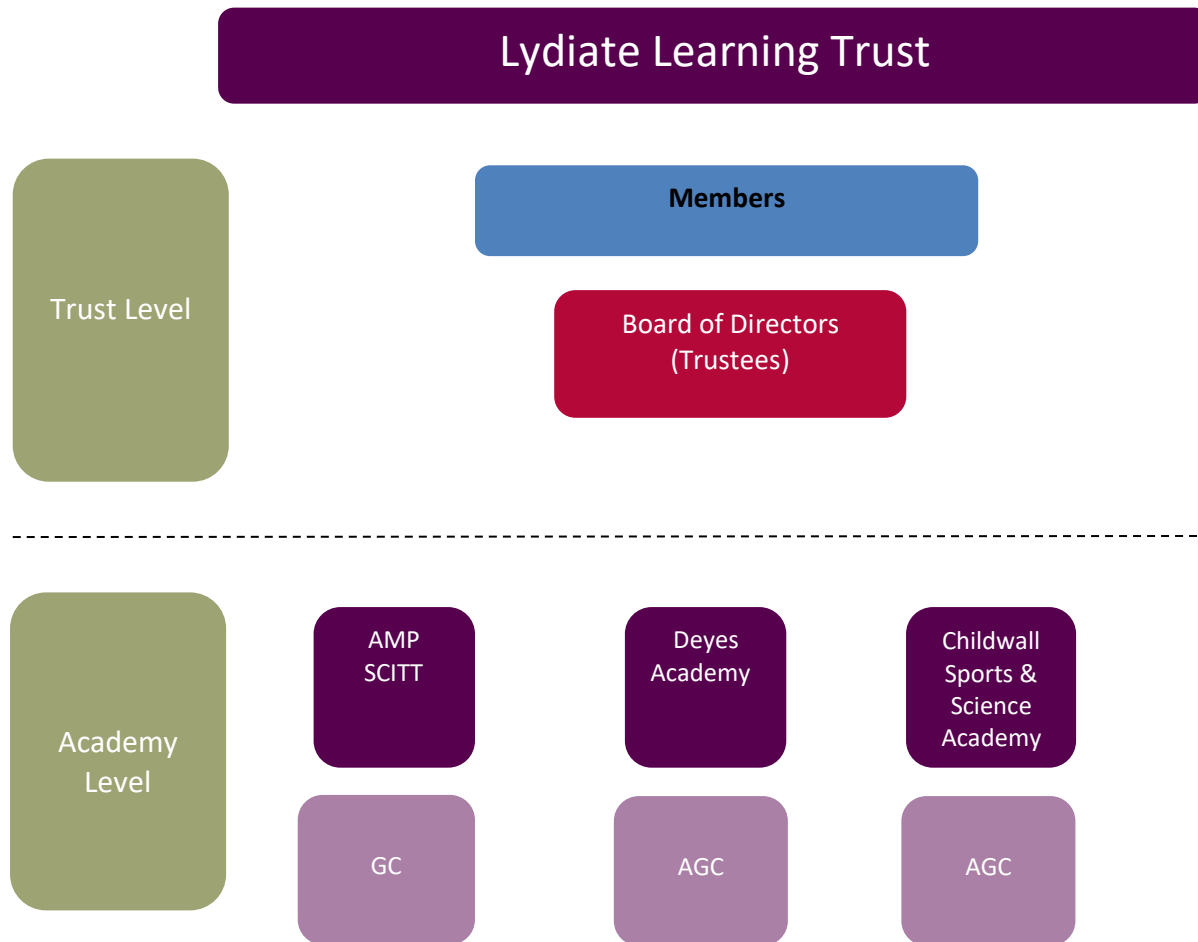 Lydiate Learning Trust
Trust Level
Members
Board of Directors
(Trustees)
Academy
Level
AMP
SCITT
Deyes
Academy
Childwall
Sports &
Science
Academy
GC
AGC
AGC